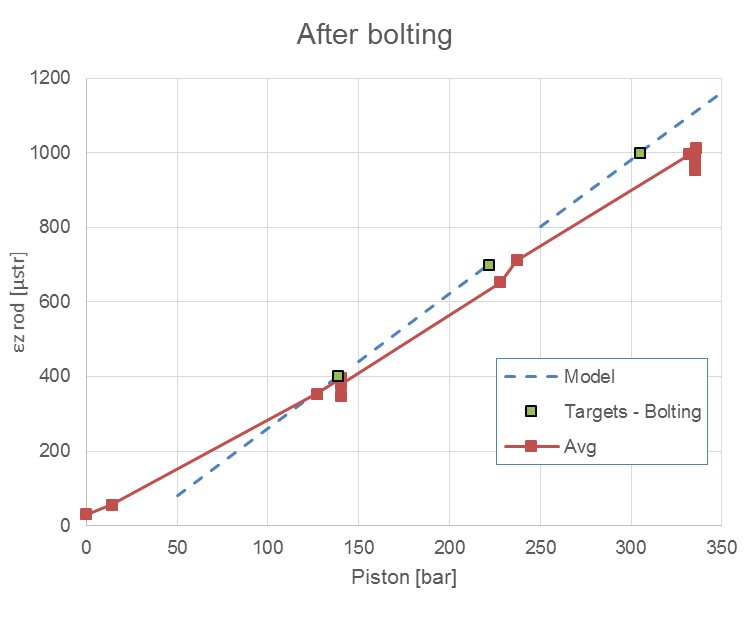 After bolting
1200
1000
800
600
400
200
0
εz rod [µstr]
0 50 100 150 200 250 300 350
Piston [bar]
Model
Targets - Bolting
Avg